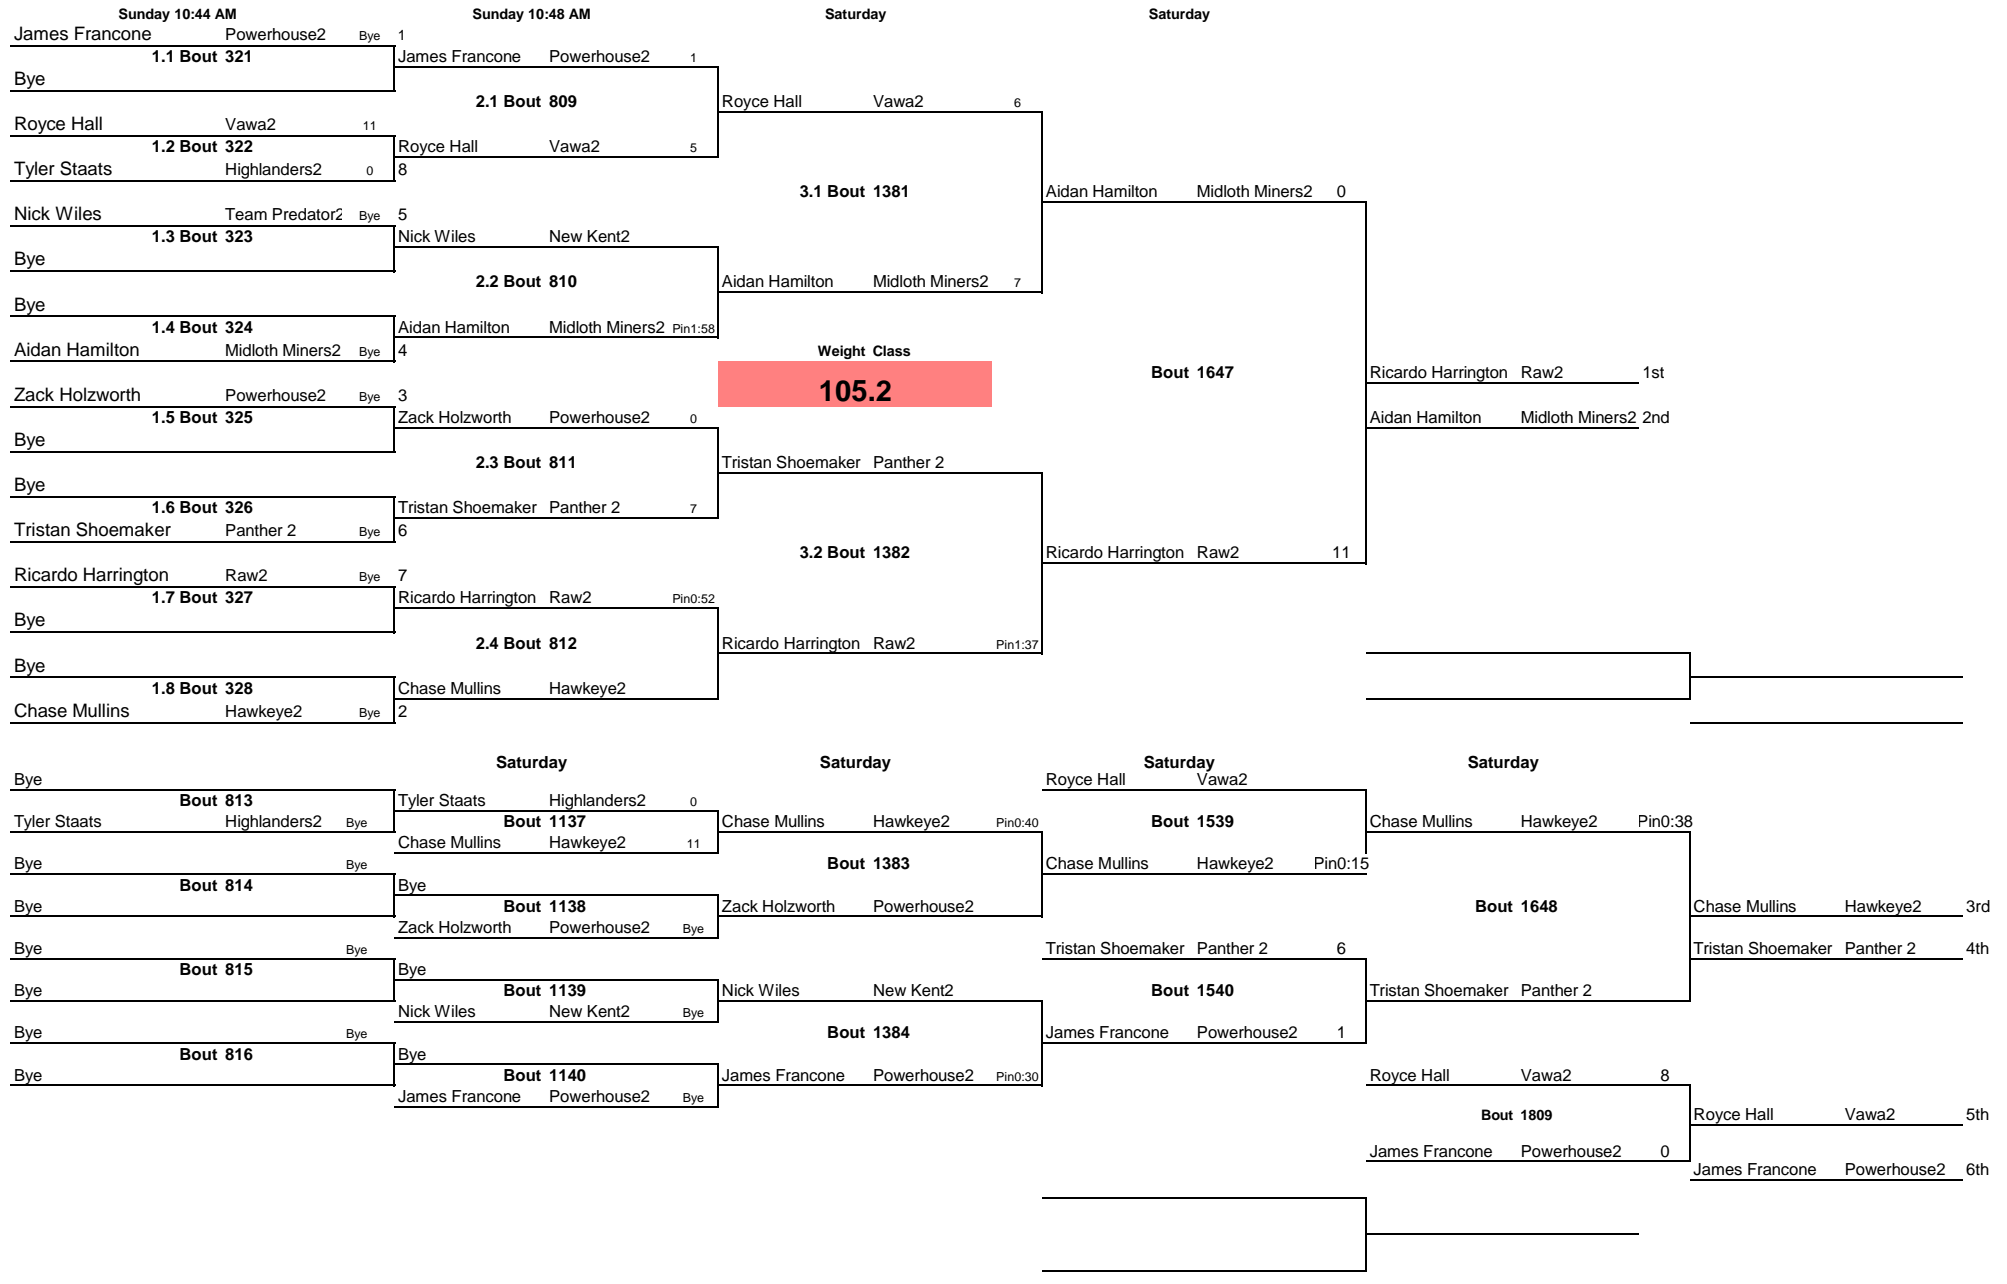 Sunday 10:44 AM Sunday 10:48 AM Saturday Saturday
James Francone Powerhouse2 Bye 1
1.1 Bout 321 James Francone Powerhouse2 1
Bye
2.1 Bout 809 Royce Hall Vawa2 6
Royce Hall Vawa2 11
1.2 Bout 322 Royce Hall Vawa2 5
Tyler Staats Highlanders2 0 8
3.1 Bout 1381 Aidan Hamilton Midloth Miners2 0
Nick Wiles Team Predator2 Bye 5
1.3 Bout 323 Nick Wiles New Kent2
Bye
2.2 Bout 810 Aidan Hamilton Midloth Miners2 7
Bye
1.4 Bout 324 Aidan Hamilton Midloth Miners2 Pin1:58
Aidan Hamilton Midloth Miners2 Bye 4 Weight Class
Bout 1647 Ricardo Harrington Raw2 1st
Zack Holzworth Powerhouse2 Bye 3 105.2
1.5 Bout 325 Zack Holzworth Powerhouse2 0 Aidan Hamilton Midloth Miners2 2nd
Bye
2.3 Bout 811 Tristan Shoemaker Panther 2
Bye
1.6 Bout 326 Tristan Shoemaker Panther 2 7
Tristan Shoemaker Panther 2 Bye 6
3.2 Bout 1382 Ricardo Harrington Raw2 11
Ricardo Harrington Raw2 Bye 7
1.7 Bout 327 Ricardo Harrington Raw2 Pin0:52
Bye
2.4 Bout 812 Ricardo Harrington Raw2 Pin1:37
Bye
1.8 Bout 328 Chase Mullins Hawkeye2
Chase Mullins Hawkeye2 Bye 2
Saturday Saturday Saturday Saturday
Bye Royce Hall Vawa2
Bout 813 Tyler Staats Highlanders2 0
Tyler Staats Highlanders2 Bye Bout 1137 Chase Mullins Hawkeye2 Pin0:40 Bout 1539 Chase Mullins Hawkeye2 Pin0:38
Chase Mullins Hawkeye2 11
Bye Bye Bout 1383 Chase Mullins Hawkeye2 Pin0:15
Bout 814 Bye
Bye Bout 1138 Zack Holzworth Powerhouse2 Bout 1648 Chase Mullins Hawkeye2 3rd
Zack Holzworth Powerhouse2 Bye
Bye Bye Tristan Shoemaker Panther 2 6 Tristan Shoemaker Panther 2 4th
Bout 815 Bye
Bye Bout 1139 Nick Wiles New Kent2 Bout 1540 Tristan Shoemaker Panther 2
Nick Wiles New Kent2 Bye
Bye Bye Bout 1384 James Francone Powerhouse2 1
Bout 816 Bye
Bye Bout 1140 James Francone Powerhouse2 Pin0:30 Royce Hall Vawa2 8
James Francone Powerhouse2 Bye
Bout 1809 Royce Hall Vawa2 5th
James Francone Powerhouse2 0
James Francone Powerhouse2 6th